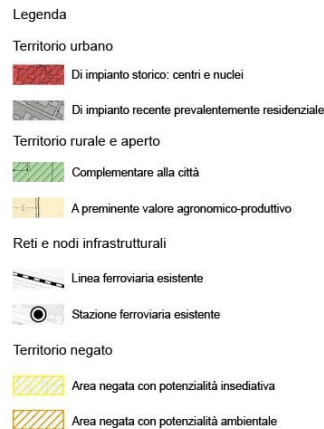 Legenda
Territorio urbano
Di impianto storico: centri e nuclei
Di impianto recente prevalentemente residenziale
Territorio rurale e aperto
Complementare alla città
A preminente valore agronomico-produttivo
Reti e nodi infrastrutturali
Linea ferroviaria esistente
Stazione ferroviaria esistente
Territorio negato
Area negata con potenzialità insediativa
Area negata con potenzialità ambientale